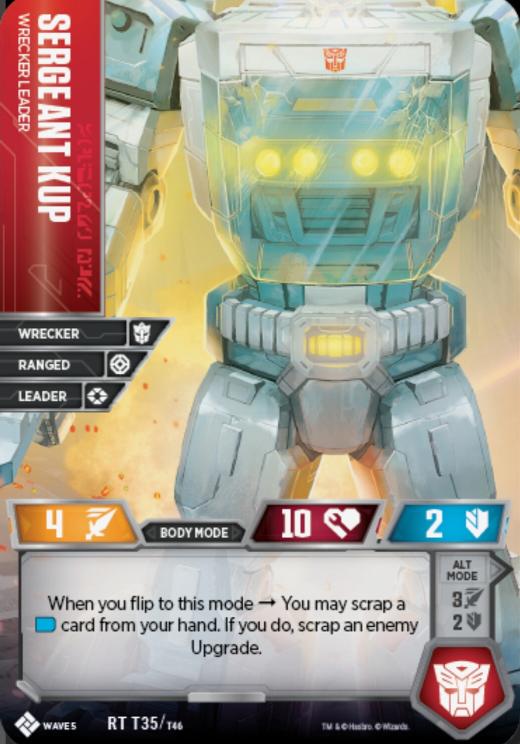 SERGEANT KUP
WRECKER LEADER
WRECKER
RANGED
LEADER
4
BODY MODE
10
2
When you flip to this mode → You may scrap a
card from your hand. If you do, scrap an enemy
Upgrade.
ALT
MODE
3
2
WAVE 5
RT T35/T46
TM & © Hasbro. © Wizards.